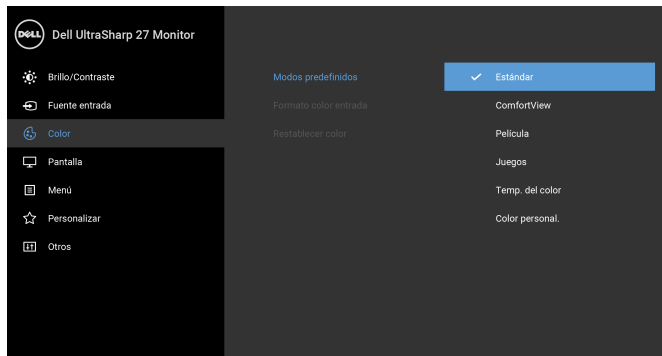 DELL Dell UltraSharp 27 Monitor
Brillo/Contraste
Fuente entrada
Color
Pantalla
Menú
Personalizar
Otros
Modos predefinidos
Formato color entrada
Restablecer color
Estándar
ComfortView
Película
Juegos
Temp. del color
Color personal.